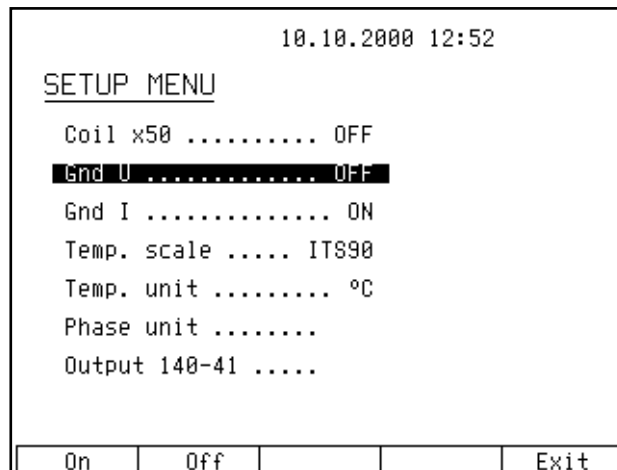 10.10.2000 12:52
SETUP MENU
Coil x50 .......... OFF
Gnd U .............. OFF
Gnd I .............. ON
Temp. scale ..... ITS90
Temp. unit ......... ºC
Phase unit ........
Output 140-41 .....
On Off Exit